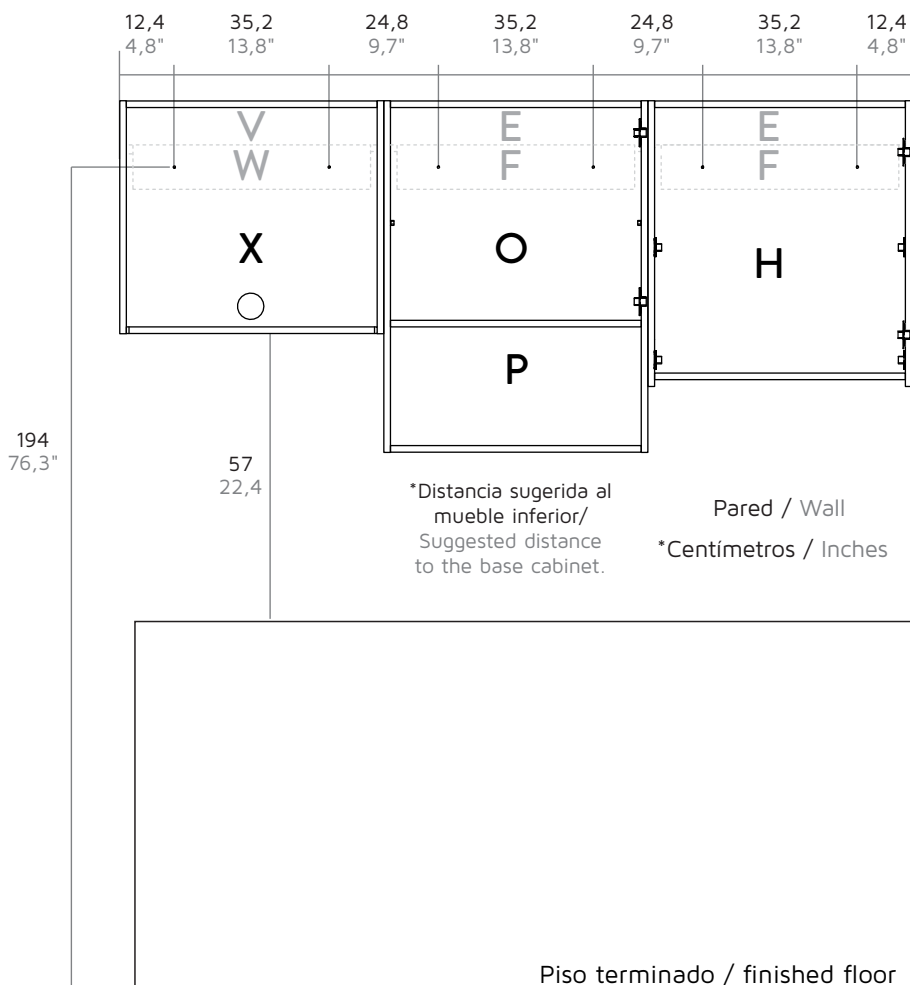 12,4 35,2 24,8 35,2 24,8 35,2 12,4
4,8" 13,8" 9,7" 13,8" 9,7" 13,8" 4,8"
V E E
W F F
X O H
P
194
76,3"
57
22,4
*Distancia sugerida al
mueble inferior/
Suggested distance
to the base cabinet.
Pared / Wall
*Centímetros / Inches
Piso terminado / finished floor